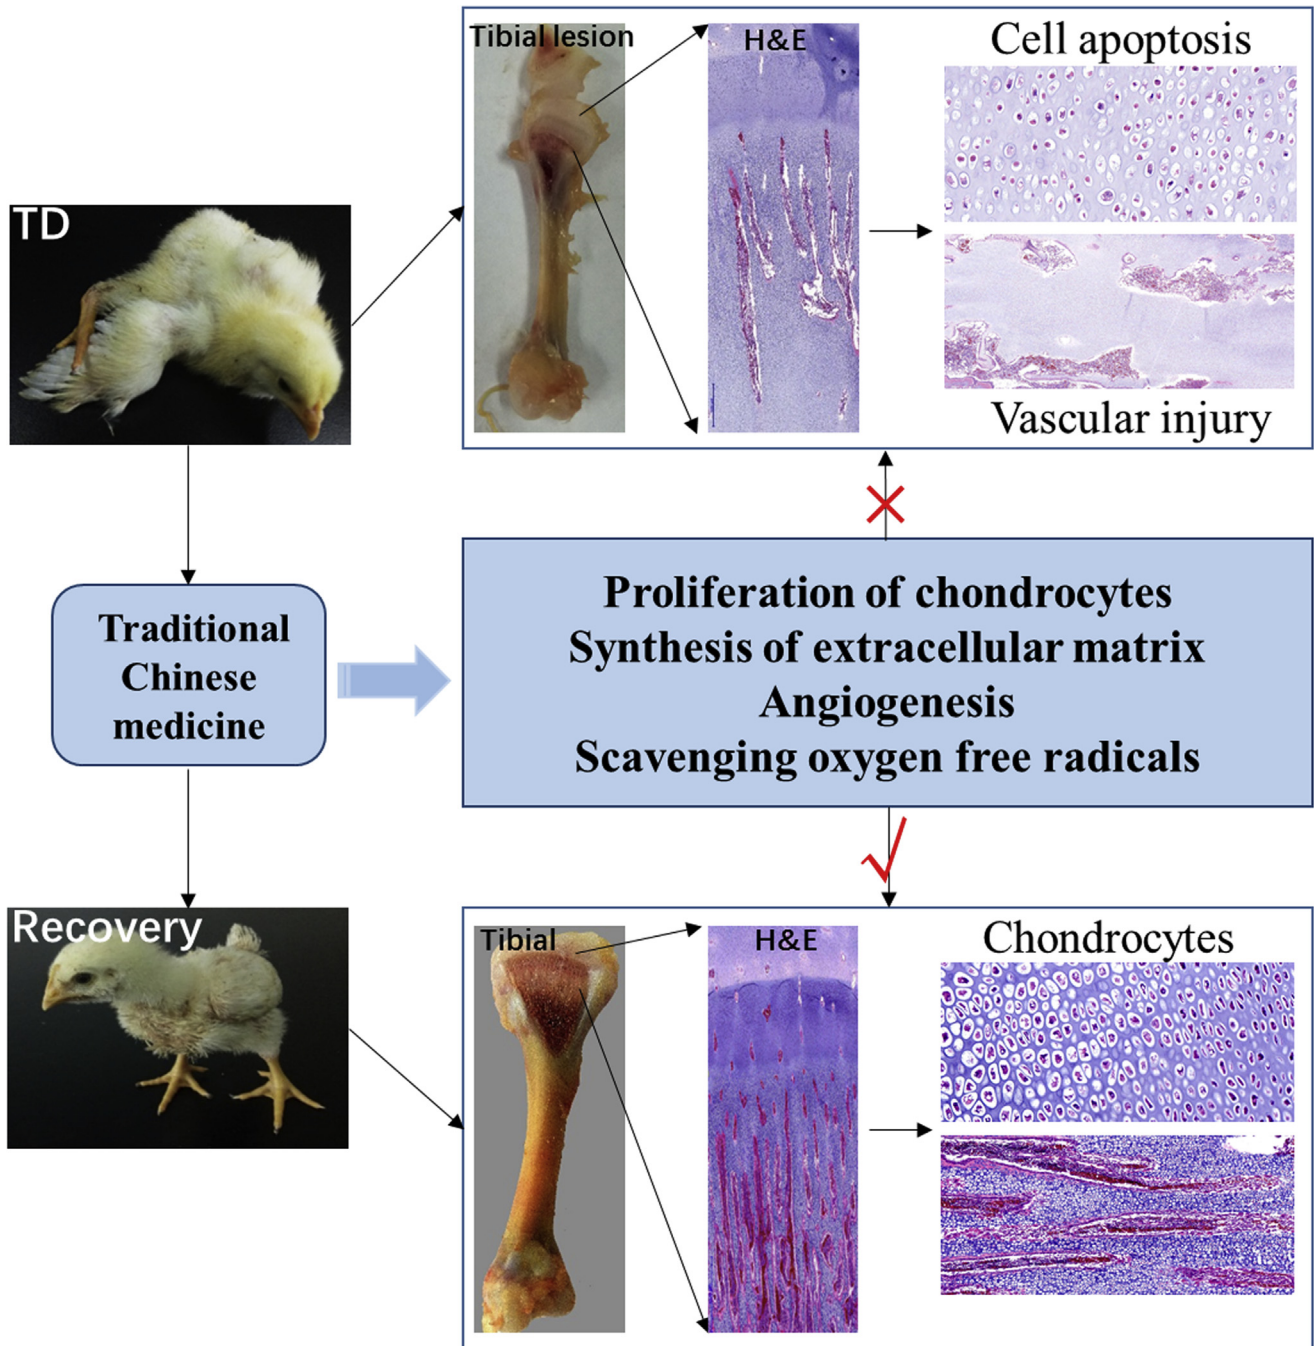 Tibial lesion
H&E
Cell apoptosis
TD
Vascular injury
Proliferation of chondrocytes
Synthesis of extracellular matrix
Angiogenesis
Scavenging oxygen free radicals
Traditional
Chinese
medicine
Recovery
Tibial
H&E
Chondrocytes